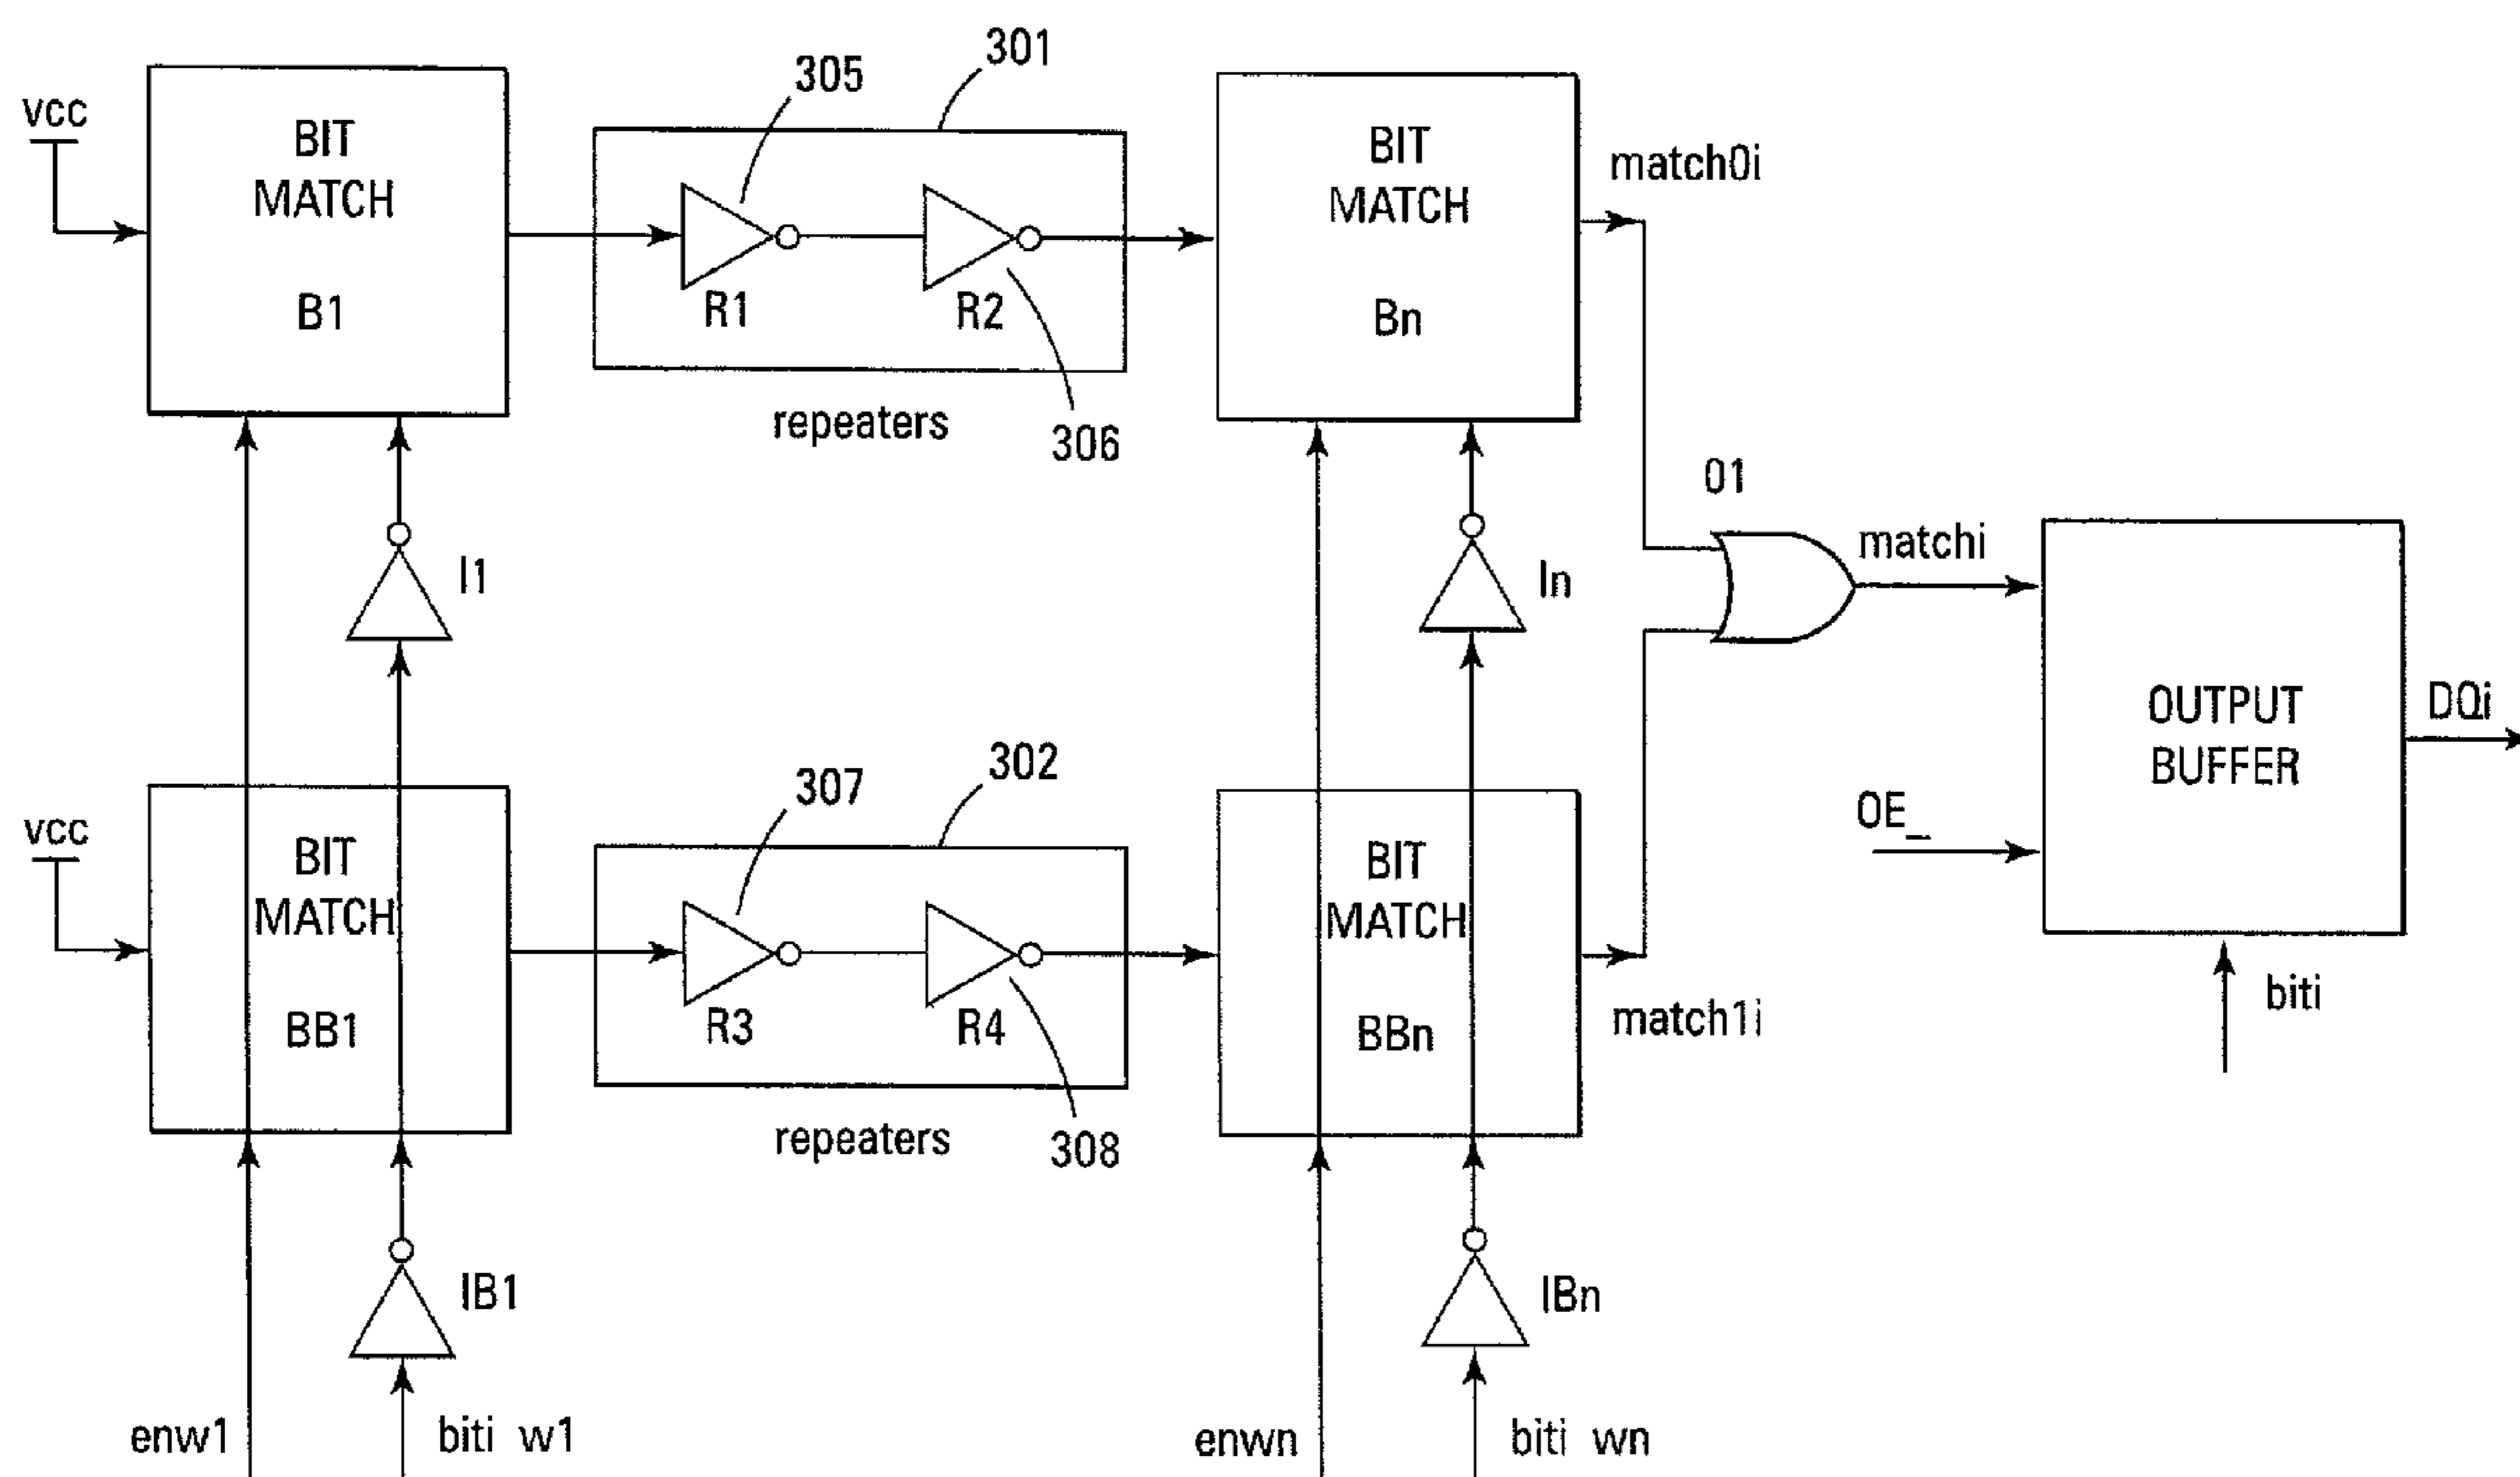 vcc
BIT
MATCH
B1
305
301
R1
R2
repeaters
306
BIT
MATCH
Bn
match0i
I1
In
01
matchi
OUTPUT
BUFFER
DQi
OE_
biti
vcc
BIT
MATCH
BB1
307
302
R3
R4
repeaters
308
BIT
MATCH
BBn
match1i
IB1
IBn
enw1
biti w1
enwn
biti wn